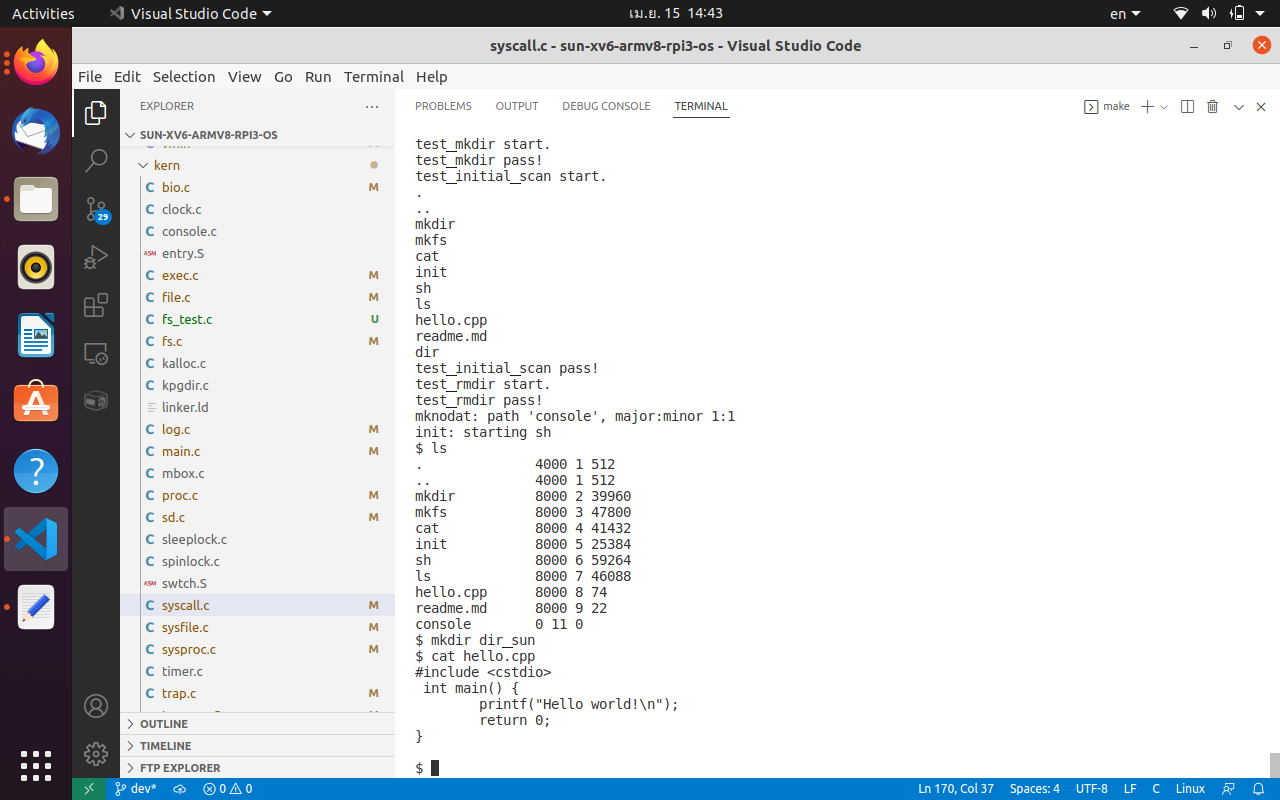 Activities
Visual Studio Code
เม.ย. 15 14:43
en
syscall.c - sun-xv6-armv8-rpi3-os - Visual Studio Code
File Edit Selection View Go Run Terminal Help
EXPLORER
SUN-XV6-ARMV8-RPI3-OS
kern
C bio.c M
C clock.c
C console.c
ASM entry.S
C exec.c M
C file.c M
C fs_test.c U
C fs.c M
C kalloc.c
C kpgdir.c
linker.ld
C log.c M
C main.c M
C mbox.c
C proc.c M
C sd.c M
C sleeplock.c
C spinlock.c
ASM swtch.S
C syscall.c M
C sysfile.c M
C sysproc.c M
C timer.c
C trap.c M
OUTLINE
TIMELINE
FTP EXPLORER
29
PROBLEMS OUTPUT DEBUG CONSOLE TERMINAL
make
test_mkdir start.
test_mkdir pass!
test_initial_scan start.
.
..
mkdir
mkfs
cat
init
sh
ls
hello.cpp
readme.md
dir
test_initial_scan pass!
test_rmdir start.
test_rmdir pass!
mknodat: path 'console', major:minor 1:1
init: starting sh
$ ls
. 4000 1 512
.. 4000 1 512
mkdir 8000 2 39960
mkfs 8000 3 47800
cat 8000 4 41432
init 8000 5 25384
sh 8000 6 59264
ls 8000 7 46088
hello.cpp 8000 8 74
readme.md 8000 9 22
console 0 11 0
$ mkdir dir_sun
$ cat hello.cpp
#include <cstdio>
int main() {
printf("Hello world!\n");
return 0;
}
$
dev* 0 0 Ln 170, Col 37 Spaces: 4 UTF-8 LF C Linux